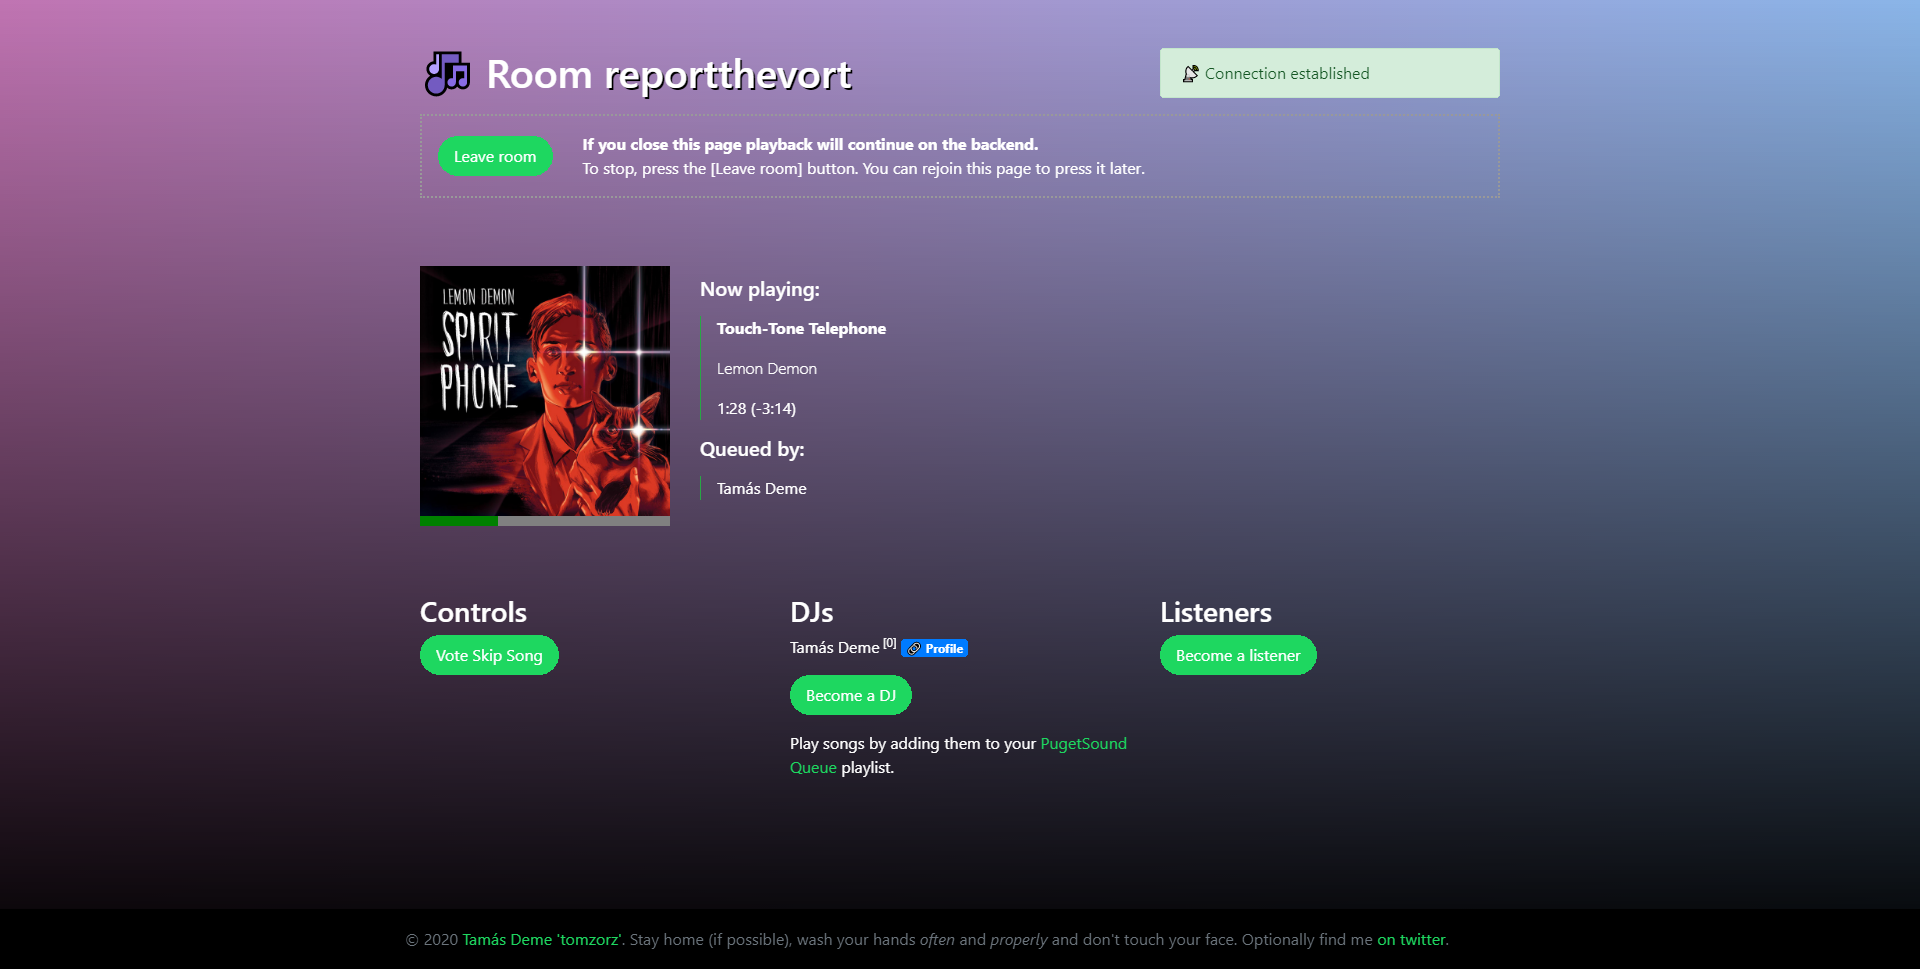 Room reportthevort
Connection established
Leave room
If you close this page playback will continue on the backend.
To stop, press the [Leave room] button. You can rejoin this page to press it later.
LEMON DEMON
SPIRIT
PHONE
Now playing:
Touch-Tone Telephone
Lemon Demon
1:28 (-3:14)
Queued by:
Tamás Deme
Controls
Vote Skip Song
DJs
Tamás Deme [0] Profile
Become a DJ
Play songs by adding them to your PugetSound
Queue playlist.
Listeners
Become a listener
© 2020 Tamás Deme 'tomzorz'. Stay home (if possible), wash your hands often and properly and don't touch your face. Optionally find me on twitter.